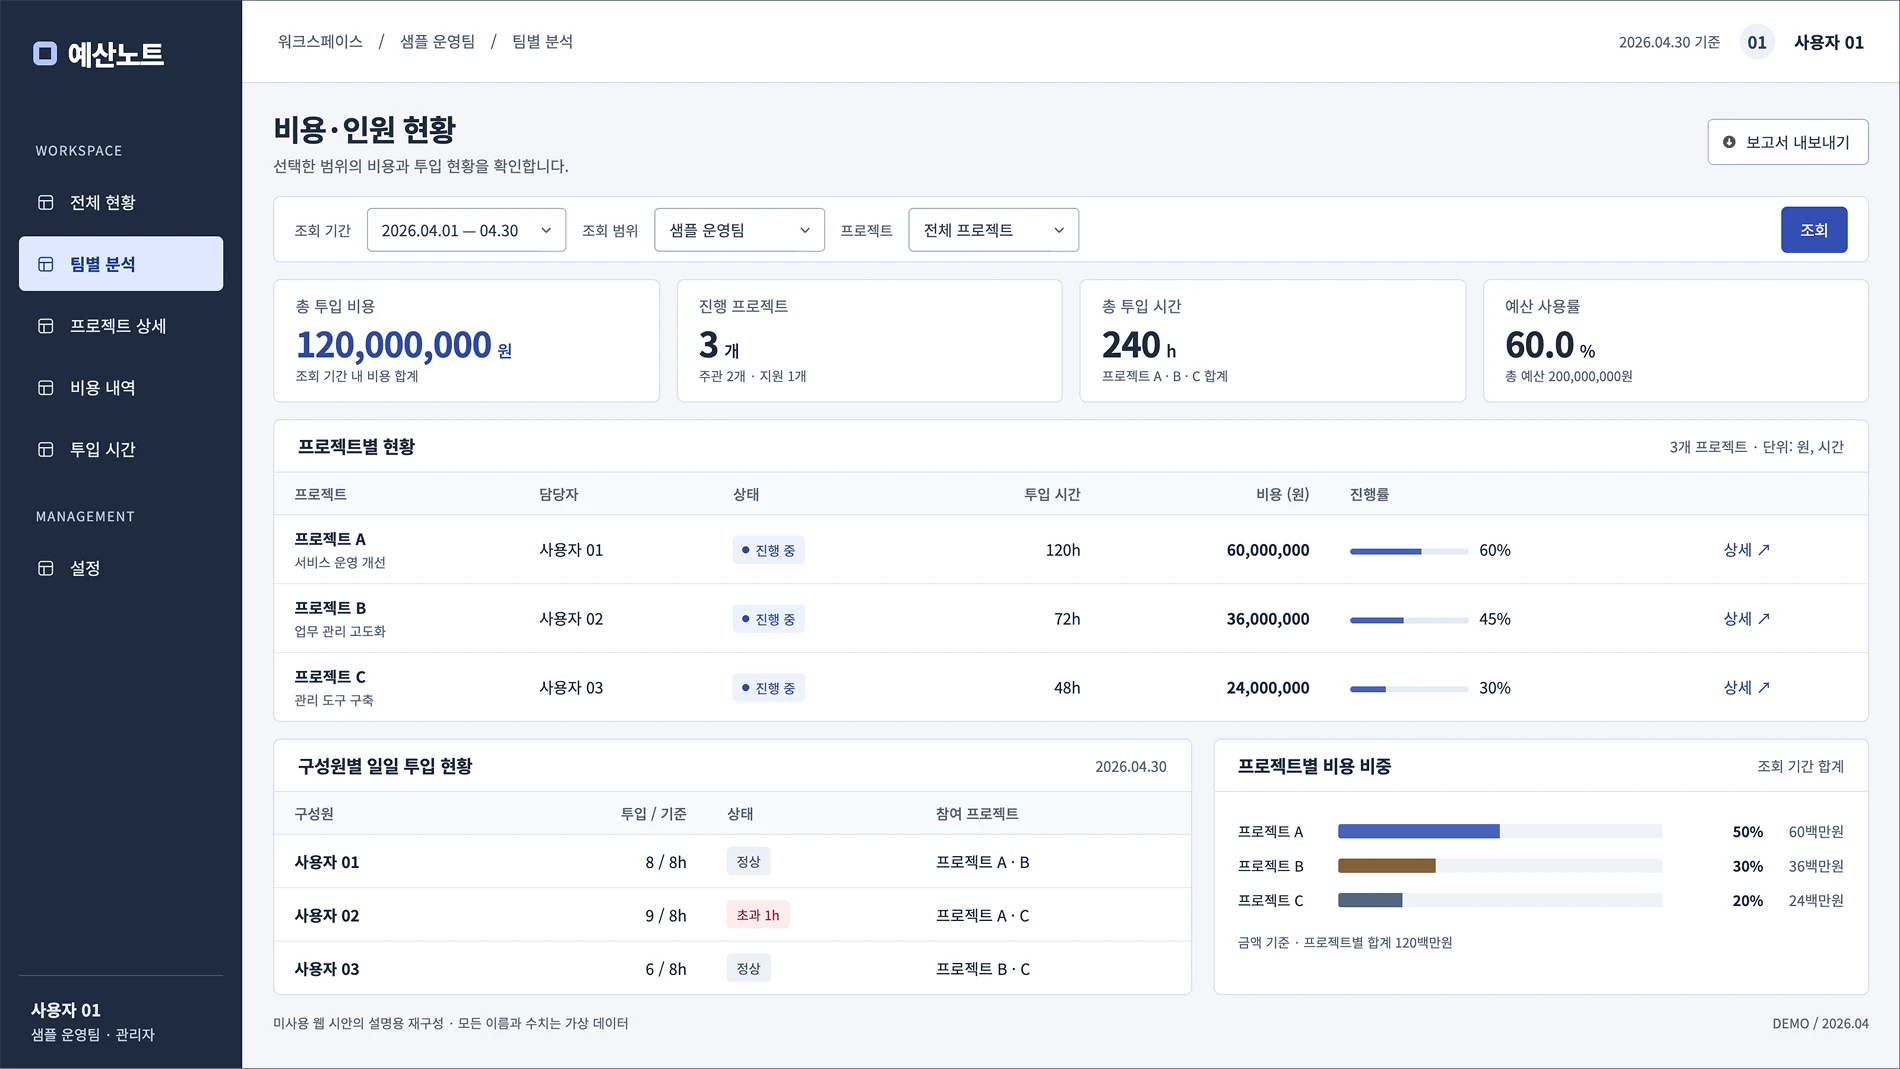 예산노트
WORKSPACE
전체 현황
팀별 분석
프로젝트 상세
비용 내역
투입 시간
MANAGEMENT
설정
사용자 01
샘플 운영팀 · 관리자
워크스페이스 / 샘플 운영팀 / 팀별 분석
2026.04.30 기준 01 사용자 01
비용·인원 현황
선택한 범위의 비용과 투입 현황을 확인합니다.
보고서 내보내기
조회 기간 2026.04.01 — 04.30 조회 범위 샘플 운영팀 프로젝트 전체 프로젝트 조회
총 투입 비용
120,000,000 원
조회 기간 내 비용 합계
진행 프로젝트
3 개
주관 2개 · 지원 1개
총 투입 시간
240 h
프로젝트 A · B · C 합계
예산 사용률
60.0 %
총 예산 200,000,000원
프로젝트별 현황 3개 프로젝트 · 단위: 원, 시간
프로젝트 담당자 상태 투입 시간 비용 (원) 진행률
프로젝트 A
서비스 운영 개선
사용자 01 진행 중 120h 60,000,000 60% 상세 ↗
프로젝트 B
업무 관리 고도화
사용자 02 진행 중 72h 36,000,000 45% 상세 ↗
프로젝트 C
관리 도구 구축
사용자 03 진행 중 48h 24,000,000 30% 상세 ↗
구성원별 일일 투입 현황 2026.04.30
구성원 투입 / 기준 상태 참여 프로젝트
사용자 01 8 / 8h 정상 프로젝트 A · B
사용자 02 9 / 8h 초과 1h 프로젝트 A · C
사용자 03 6 / 8h 정상 프로젝트 B · C
프로젝트별 비용 비중 조회 기간 합계
프로젝트 A 50% 60백만원
프로젝트 B 30% 36백만원
프로젝트 C 20% 24백만원
금액 기준 · 프로젝트별 합계 120백만원
미사용 웹 시안의 설명용 재구성 · 모든 이름과 수치는 가상 데이터
DEMO / 2026.04